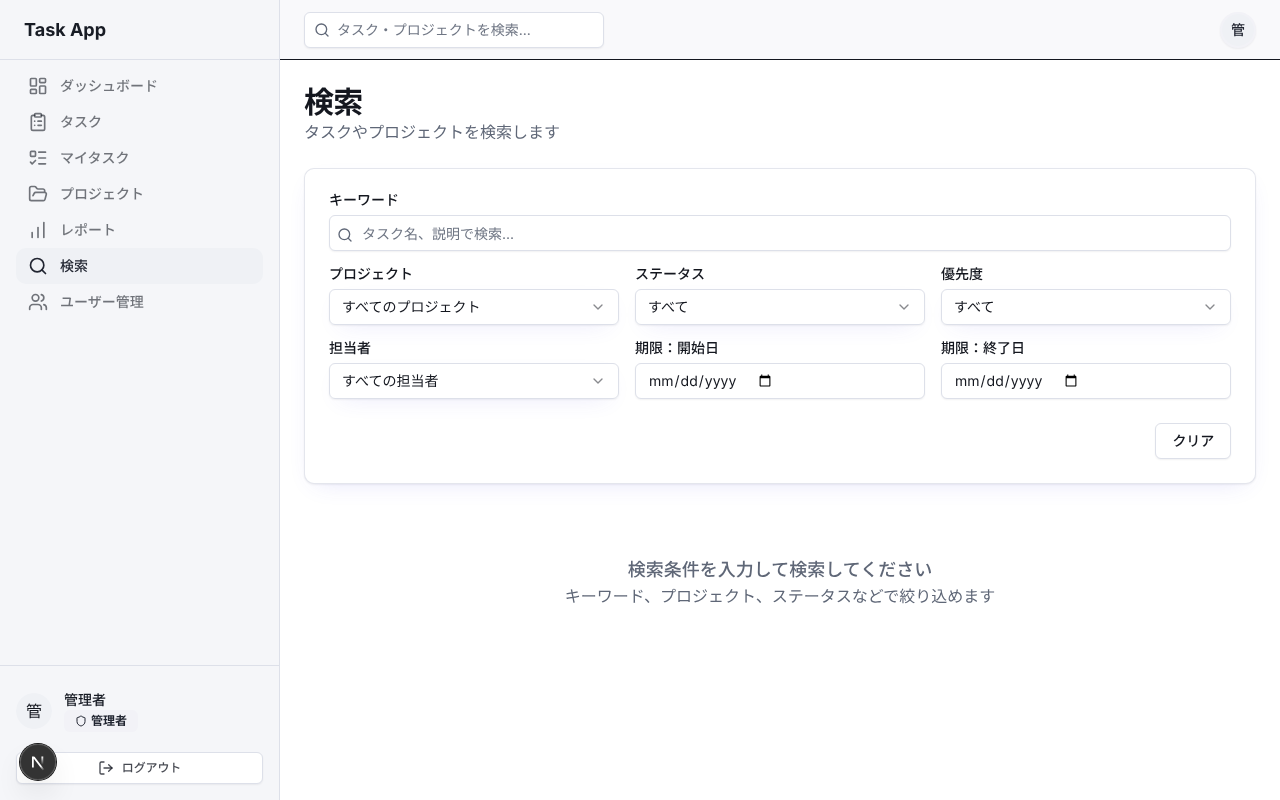 Task App
タスク・プロジェクトを検索...
管
ダッシュボード
タスク
マイタスク
プロジェクト
レポート
検索
ユーザー管理
検索
タスクやプロジェクトを検索します
キーワード
タスク名、説明で検索...
プロジェクト
ステータス
優先度
すべてのプロジェクト
すべて
すべて
担当者
期限：開始日
期限：終了日
すべての担当者
mm/dd/yyyy
mm/dd/yyyy
クリア
検索条件を入力して検索してください
キーワード、プロジェクト、ステータスなどで絞り込めます
管
管理者
管理者
N
ログアウト